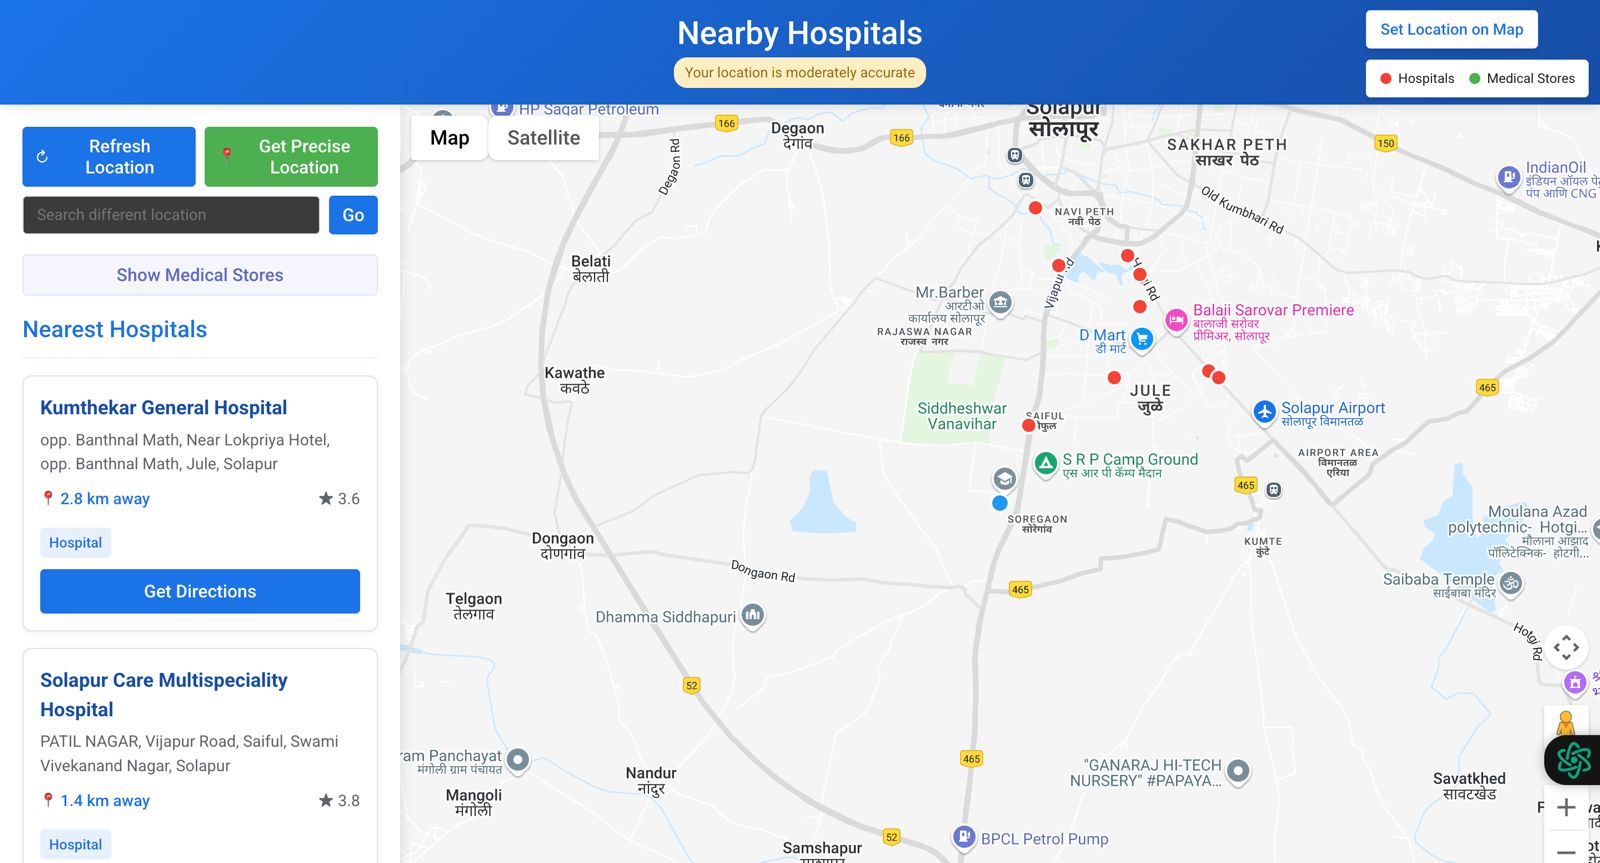 Nearby Hospitals
Your location is moderately accurate
Set Location on Map
Hospitals
Medical Stores
Refresh
Location
Get Precise
Location
Search different location
Go
Show Medical Stores
Nearest Hospitals
Kumthekar General Hospital
opp. Banthnal Math, Near Lokpriya Hotel,
opp. Banthnal Math, Jule, Solapur
2.8 km away
★ 3.6
Hospital
Get Directions
Solapur Care Multispeciality
Hospital
PATIL NAGAR, Vijapur Road, Saiful, Swami
Vivekanand Nagar, Solapur
1.4 km away
★ 3.8
Hospital
Map
Satellite
HP Sagar Petroleum
166
Degaon
देगांव
166
Solapur
सोलापूर
SAKHAR PETH
साखर पेठ
150
IndianOil
Degaon Rd
Old Kumbhari Rd
NAVI PETH
नवी पेठ
Belati
बेलाती
Vijapur Rd
Mr.Barber
आरटीओ
कार्यालय सोलापूर
RAJASWA NAGAR
राजस्व नगर
Balaji Sarovar Premiere
बालाजी सरोवर
प्रीमिअर, सोलापूर
D Mart
डी मार्ट
Kawathe
कवठे
JULE
जुळे
465
Siddheshwar
Vanavihar
SAIFUL
Solapur Airport
सोलापूर विमानतळ
S R P Camp Ground
एस आर पी कॅम्प मैदान
AIRPORT AREA
विमानतळ
एरिया
465
SOREGAON
सोरेगांव
Moulana Azad
polytechnic- Hotgi...
मौलाना आझाद
पॉलिटेक्निक- होटगी...
Dongaon
दोणगांव
KUMTE
कुंटे
Dongaon Rd
465
Saibaba Temple
साईबाबा मंदिर
Telgaon
तेलगाव
Dhamma Siddhapuri
Hotgi Rd
52
ram Panchayat
मंगोली ग्राम पंचायत
465
"GANARAJ HI-TECH
NURSERY" #PAPAYA...
Nandur
नांदुर
Mangoli
मंगोली
Savatkhed
सावटखेड
52
BPCL Petrol Pump
Samshapur